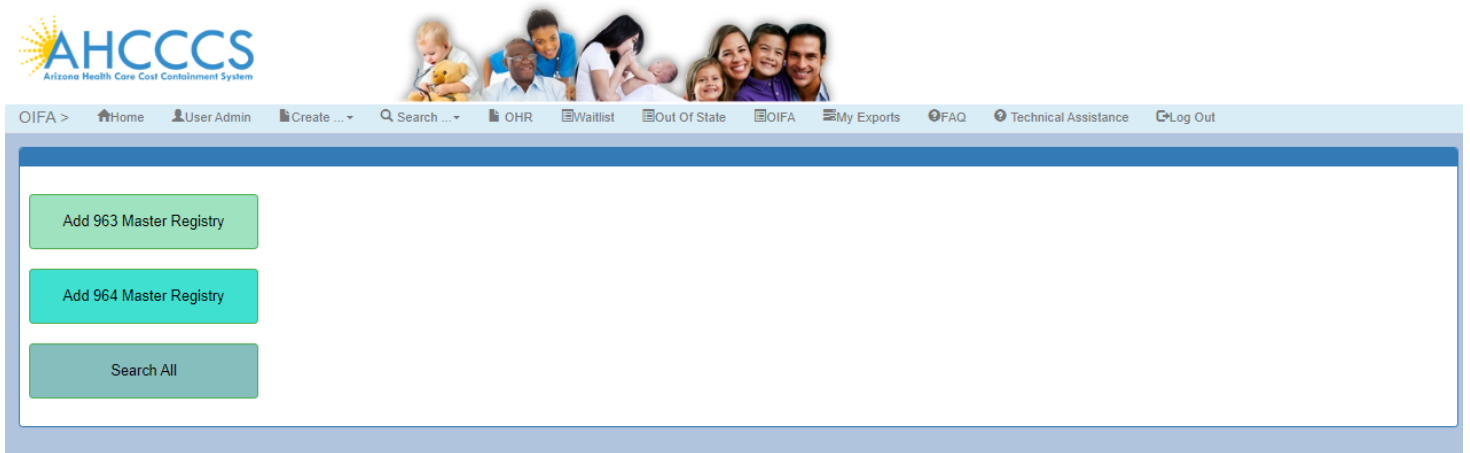 AHCCCS
Arizona Health Care Cost Containment System
OIFA > Home User Admin Create ... Search ... OHR Waitlist Out Of State OIFA My Exports FAQ Technical Assistance Log Out
Add 963 Master Registry
Add 964 Master Registry
Search All